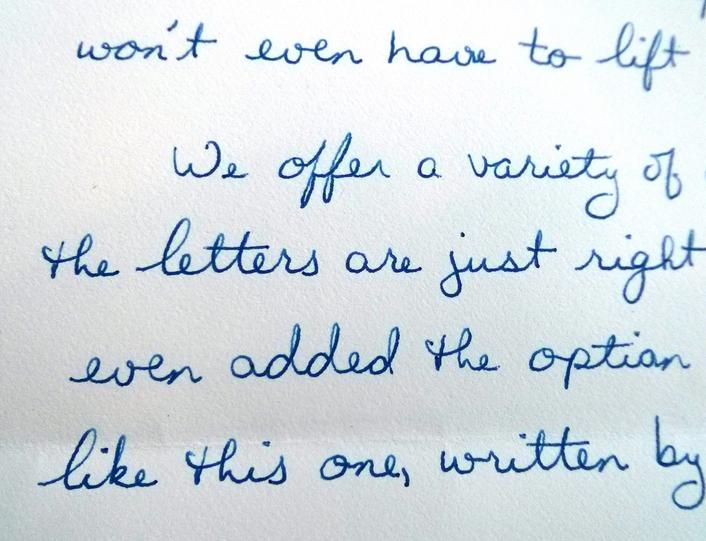 won't even have to lift
We offer a variety of
the letters are just right
even added the option
like this one, written by